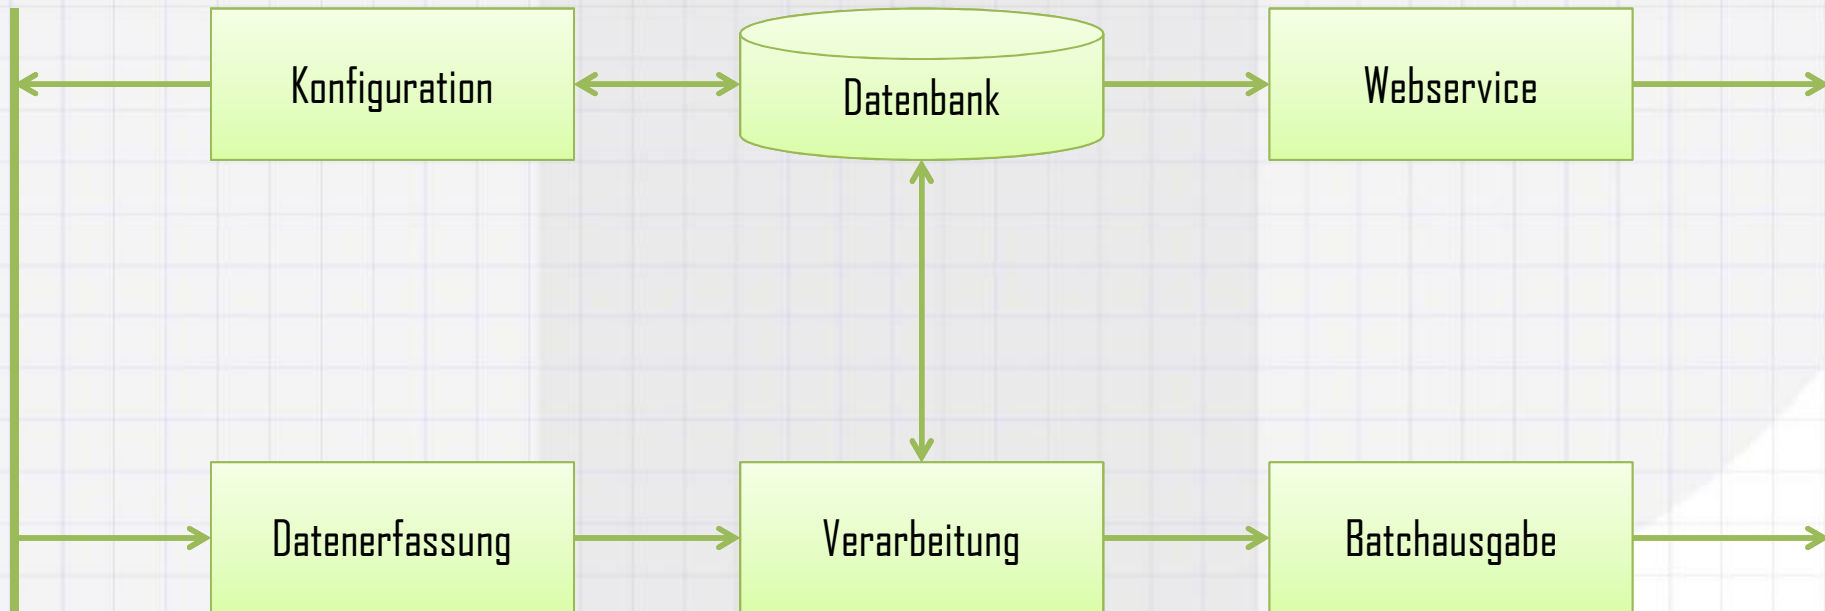 Konfiguration
Datenbank
Webservice
Datenerfassung
Verarbeitung
Batchausgabe